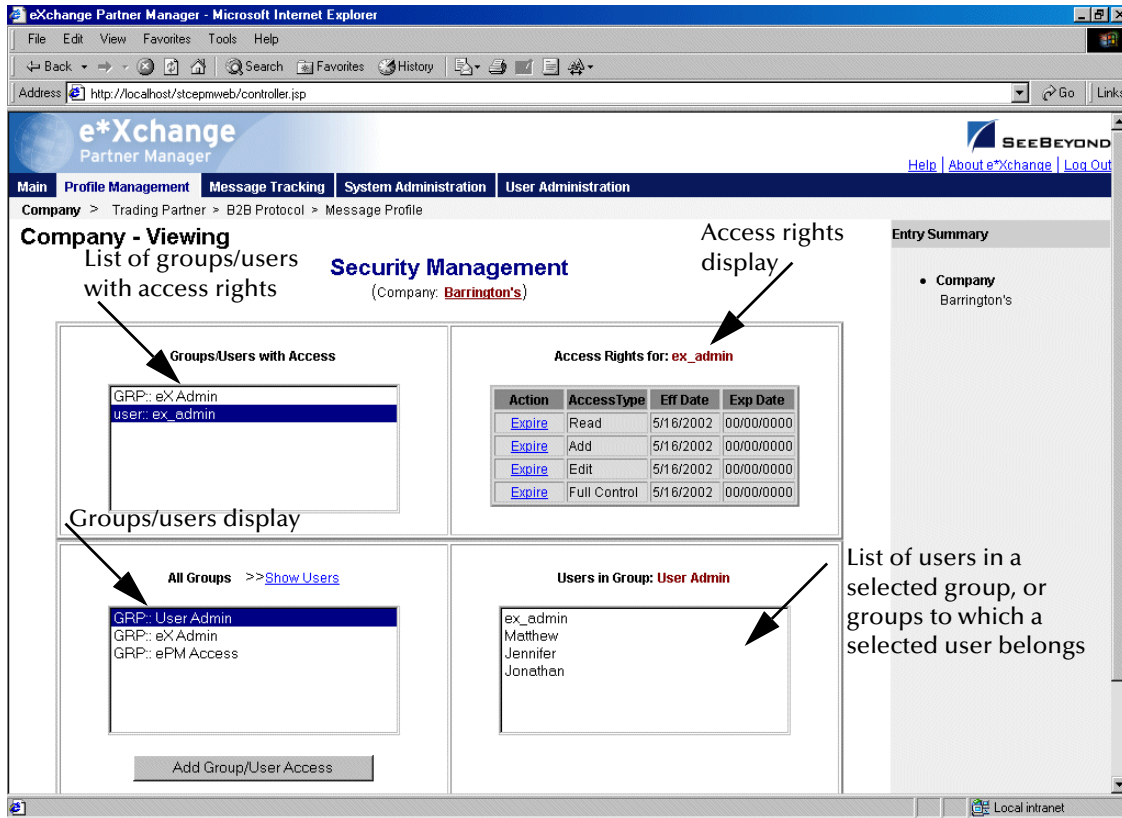 eXchange Partner Manager - Microsoft Internet Explorer
File Edit View Favorites Tools Help
Back Search Favorites History
Address http://localhost/stcepmweb/controller.jsp Go Links
e*Xchange
Partner Manager
SEEBEYOND
Help | About e*Xchange | Log Out
Main Profile Management Message Tracking System Administration User Administration
Company > Trading Partner > B2B Protocol > Message Profile
Company - Viewing
List of groups/users
with access rights
Security Management
(Company: Barrington's)
Access rights
display
Entry Summary
• Company
Barrington's
Groups/Users with Access
GRP:: eX Admin
user:: ex_admin
Access Rights for: ex_admin
Action AccessType Eff Date Exp Date
Expire Read 5/16/2002 00/00/0000
Expire Add 5/16/2002 00/00/0000
Expire Edit 5/16/2002 00/00/0000
Expire Full Control 5/16/2002 00/00/0000
Groups/users display
All Groups >>Show Users
GRP:: User Admin
GRP:: eX Admin
GRP:: ePM Access
Add Group/User Access
Users in Group: User Admin
ex_admin
Matthew
Jennifer
Jonathan
List of users in a
selected group, or
groups to which a
selected user belongs
Local intranet